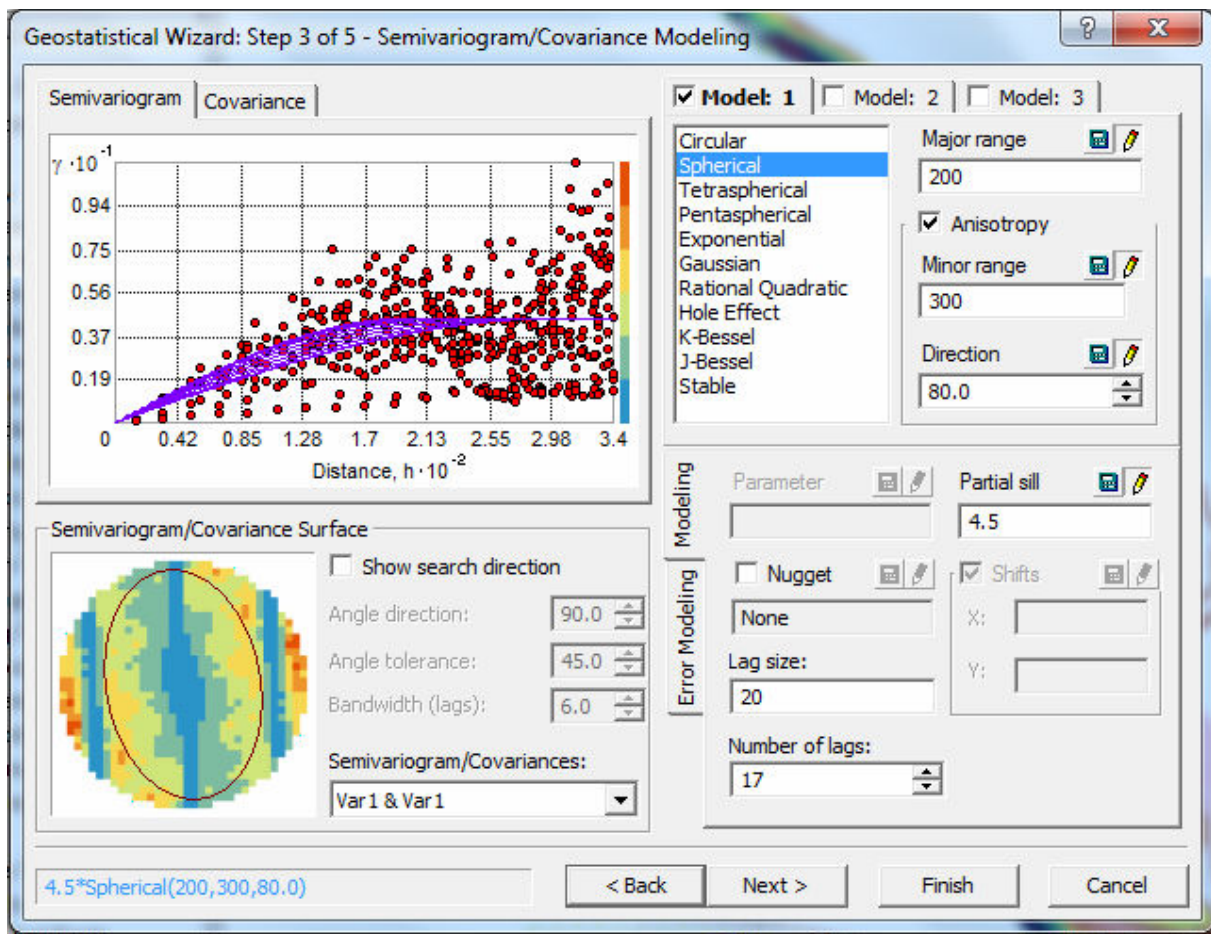 Geostatistical Wizard: Step 3 of 5 - Semivariogram/Covariance Modeling
?
X
Semivariogram
Covariance
γ·10⁻¹
0.94
0.75
0.56
0.37
0.19
0 0.42 0.85 1.28 1.7 2.13 2.55 2.98 3.4
Distance, h·10⁻²
Semivariogram/Covariance Surface
Show search direction
Angle direction: 90.0
Angle tolerance: 45.0
Bandwidth (lags): 6.0
Semivariogram/Covariances:
Var1 & Var1
Model: 1
Model: 2
Model: 3
Circular
Spherical
Tetraspherical
Pentaspherical
Exponential
Gaussian
Rational Quadratic
Hole Effect
K-Bessel
J-Bessel
Stable
Major range
200
Anisotropy
Minor range
300
Direction
80.0
Modeling
Error Modeling
Parameter
Partial sill
4.5
Nugget
None
Shifts
X:
Y:
Lag size:
20
Number of lags:
17
4.5*Spherical(200,300,80.0)
< Back
Next >
Finish
Cancel